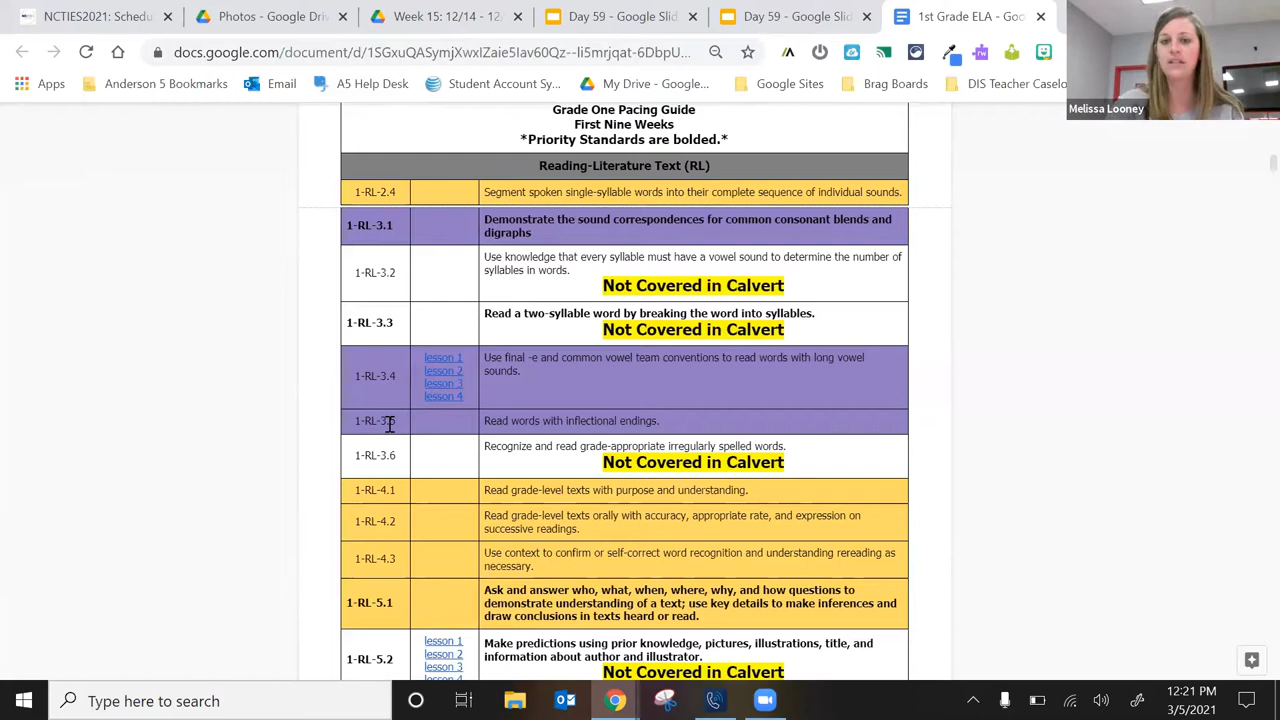 NCTIES2021: Schedu
Photos - Google Driv
Week 15: 12/14 - 12
Day 59 - Google Slid
Day 59 - Google Slid
1st Grade ELA - Goo
docs.google.com/document/d/
Apps
Anderson 5 Bookmarks
Email
A5 Help Desk
Student Account Sy...
My Drive - Google...
Google Sites
Brag Boards
DIS Teacher Caselo
Melissa Looney
Grade One Pacing Guide
First Nine Weeks
*Priority Standards are bolded.*
Reading-Literature Text (RL)
1-RL-2.4
Segment spoken single-syllable words into their complete sequence of individual sounds.
1-RL-3.1
Demonstrate the sound correspondences for common consonant blends and
digraphs
1-RL-3.2
Use knowledge that every syllable must have a vowel sound to determine the number of
syllables in words.
Not Covered in Calvert
1-RL-3.3
Read a two-syllable word by breaking the word into syllables.
Not Covered in Calvert
1-RL-3.4
lesson 1
lesson 2
lesson 3
lesson 4
Use final -e and common vowel team conventions to read words with long vowel
sounds.
1-RL-3.5
Read words with inflectional endings.
1-RL-3.6
Recognize and read grade-appropriate irregularly spelled words.
Not Covered in Calvert
1-RL-4.1
Read grade-level texts with purpose and understanding.
1-RL-4.2
Read grade-level texts orally with accuracy, appropriate rate, and expression on
successive readings.
1-RL-4.3
Use context to confirm or self-correct word recognition and understanding rereading as
necessary.
1-RL-5.1
Ask and answer who, what, when, where, why, and how questions to
demonstrate understanding of a text; use key details to make inferences and
draw conclusions in texts heard or read.
1-RL-5.2
lesson 1
lesson 2
lesson 3
Make predictions using prior knowledge, pictures, illustrations, title, and
information about author and illustrator.
Not Covered in Calvert
Type here to search
12:21 PM
3/5/2021